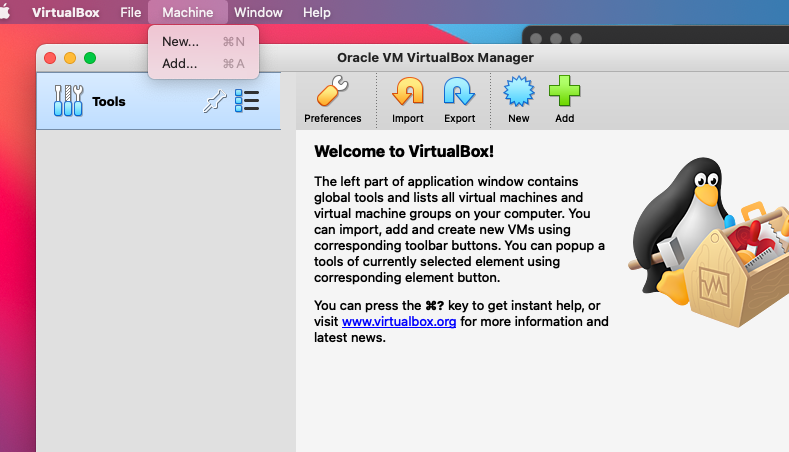 VirtualBox File Machine Window Help
New... ⌘N
Add... ⌘A
Oracle VM VirtualBox Manager
Tools
Preferences Import Export New Add
Welcome to VirtualBox!
The left part of application window contains
global tools and lists all virtual machines and
virtual machine groups on your computer. You
can import, add and create new VMs using
corresponding toolbar buttons. You can popup a
tools of currently selected element using
corresponding element button.
You can press the ⌘? key to get instant help, or
visit www.virtualbox.org for more information and
latest news.